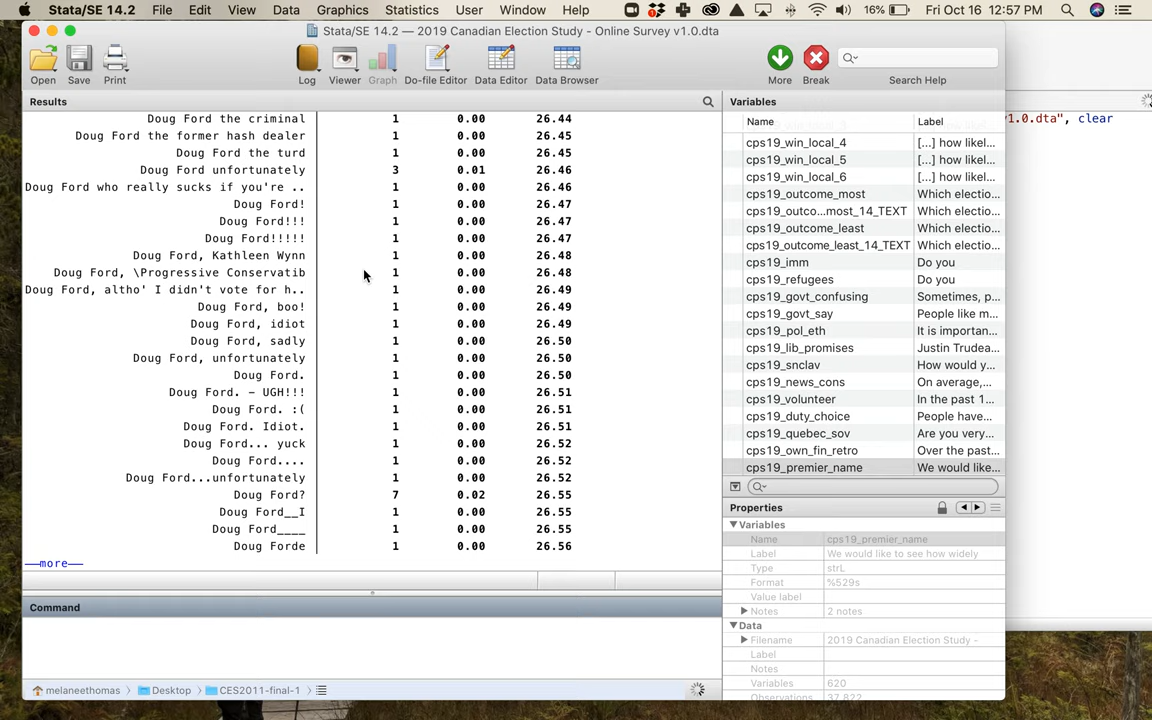 Stata/SE 14.2 File Edit View Data Graphics Statistics User Window Help 16% Fri Oct 16 12:57 PM
Stata/SE 14.2 — 2019 Canadian Election Study - Online Survey v1.0.dta
Open Save Print Log Viewer Graph Do-file Editor Data Editor Data Browser More Break Search Help
Results
Doug Ford the criminal 1 0.00 26.44
Doug Ford the former hash dealer 1 0.00 26.45
Doug Ford the turd 1 0.00 26.45
Doug Ford unfortunately 3 0.01 26.46
Doug Ford who really sucks if you're .. 1 0.00 26.46
Doug Ford! 1 0.00 26.47
Doug Ford!!! 1 0.00 26.47
Doug Ford!!!!! 1 0.00 26.47
Doug Ford, Kathleen Wynn 1 0.00 26.48
Doug Ford, \Progressive Conservatib 1 0.00 26.48
Doug Ford, altho' I didn't vote for h.. 1 0.00 26.49
Doug Ford, boo! 1 0.00 26.49
Doug Ford, idiot 1 0.00 26.49
Doug Ford, sadly 1 0.00 26.50
Doug Ford, unfortunately 1 0.00 26.50
Doug Ford. 1 0.00 26.50
Doug Ford. - UGH!!! 1 0.00 26.51
Doug Ford. :( 1 0.00 26.51
Doug Ford. Idiot. 1 0.00 26.51
Doug Ford... yuck 1 0.00 26.52
Doug Ford.... 1 0.00 26.52
Doug Ford...unfortunately 1 0.00 26.52
Doug Ford? 7 0.02 26.55
Doug Ford__I 1 0.00 26.55
Doug Ford____ 1 0.00 26.55
Doug Forde 1 0.00 26.56
—more—
Command
melaneethomas Desktop CES2011-final-1
Variables
Name Label
cps19_win_local_4 [...] how likel...
cps19_win_local_5 [...] how likel...
cps19_win_local_6 [...] how likel...
cps19_outcome_most Which electio...
cps19_outco...most_14_TEXT Which electio...
cps19_outcome_least Which electio...
cps19_outcome_least_14_TEXT Which electio...
cps19_imm Do you
cps19_refugees Do you
cps19_govt_confusing Sometimes, p...
cps19_govt_say People like m...
cps19_pol_eth It is importan...
cps19_lib_promises Justin Trudea...
cps19_snclav How would y...
cps19_news_cons On average,...
cps19_volunteer In the past 1...
cps19_duty_choice People have...
cps19_quebec_sov Are you very...
cps19_own_fin_retro Over the past...
cps19_premier_name We would like...
Properties
Variables
Name cps19_premier_name
Label We would like to see how widely
Type strL
Format %529s
Value label
Notes 2 notes
Data
Filename 2019 Canadian Election Study -
Label
Notes
Variables 620
Observations 37,822
v1.0.dta", clear